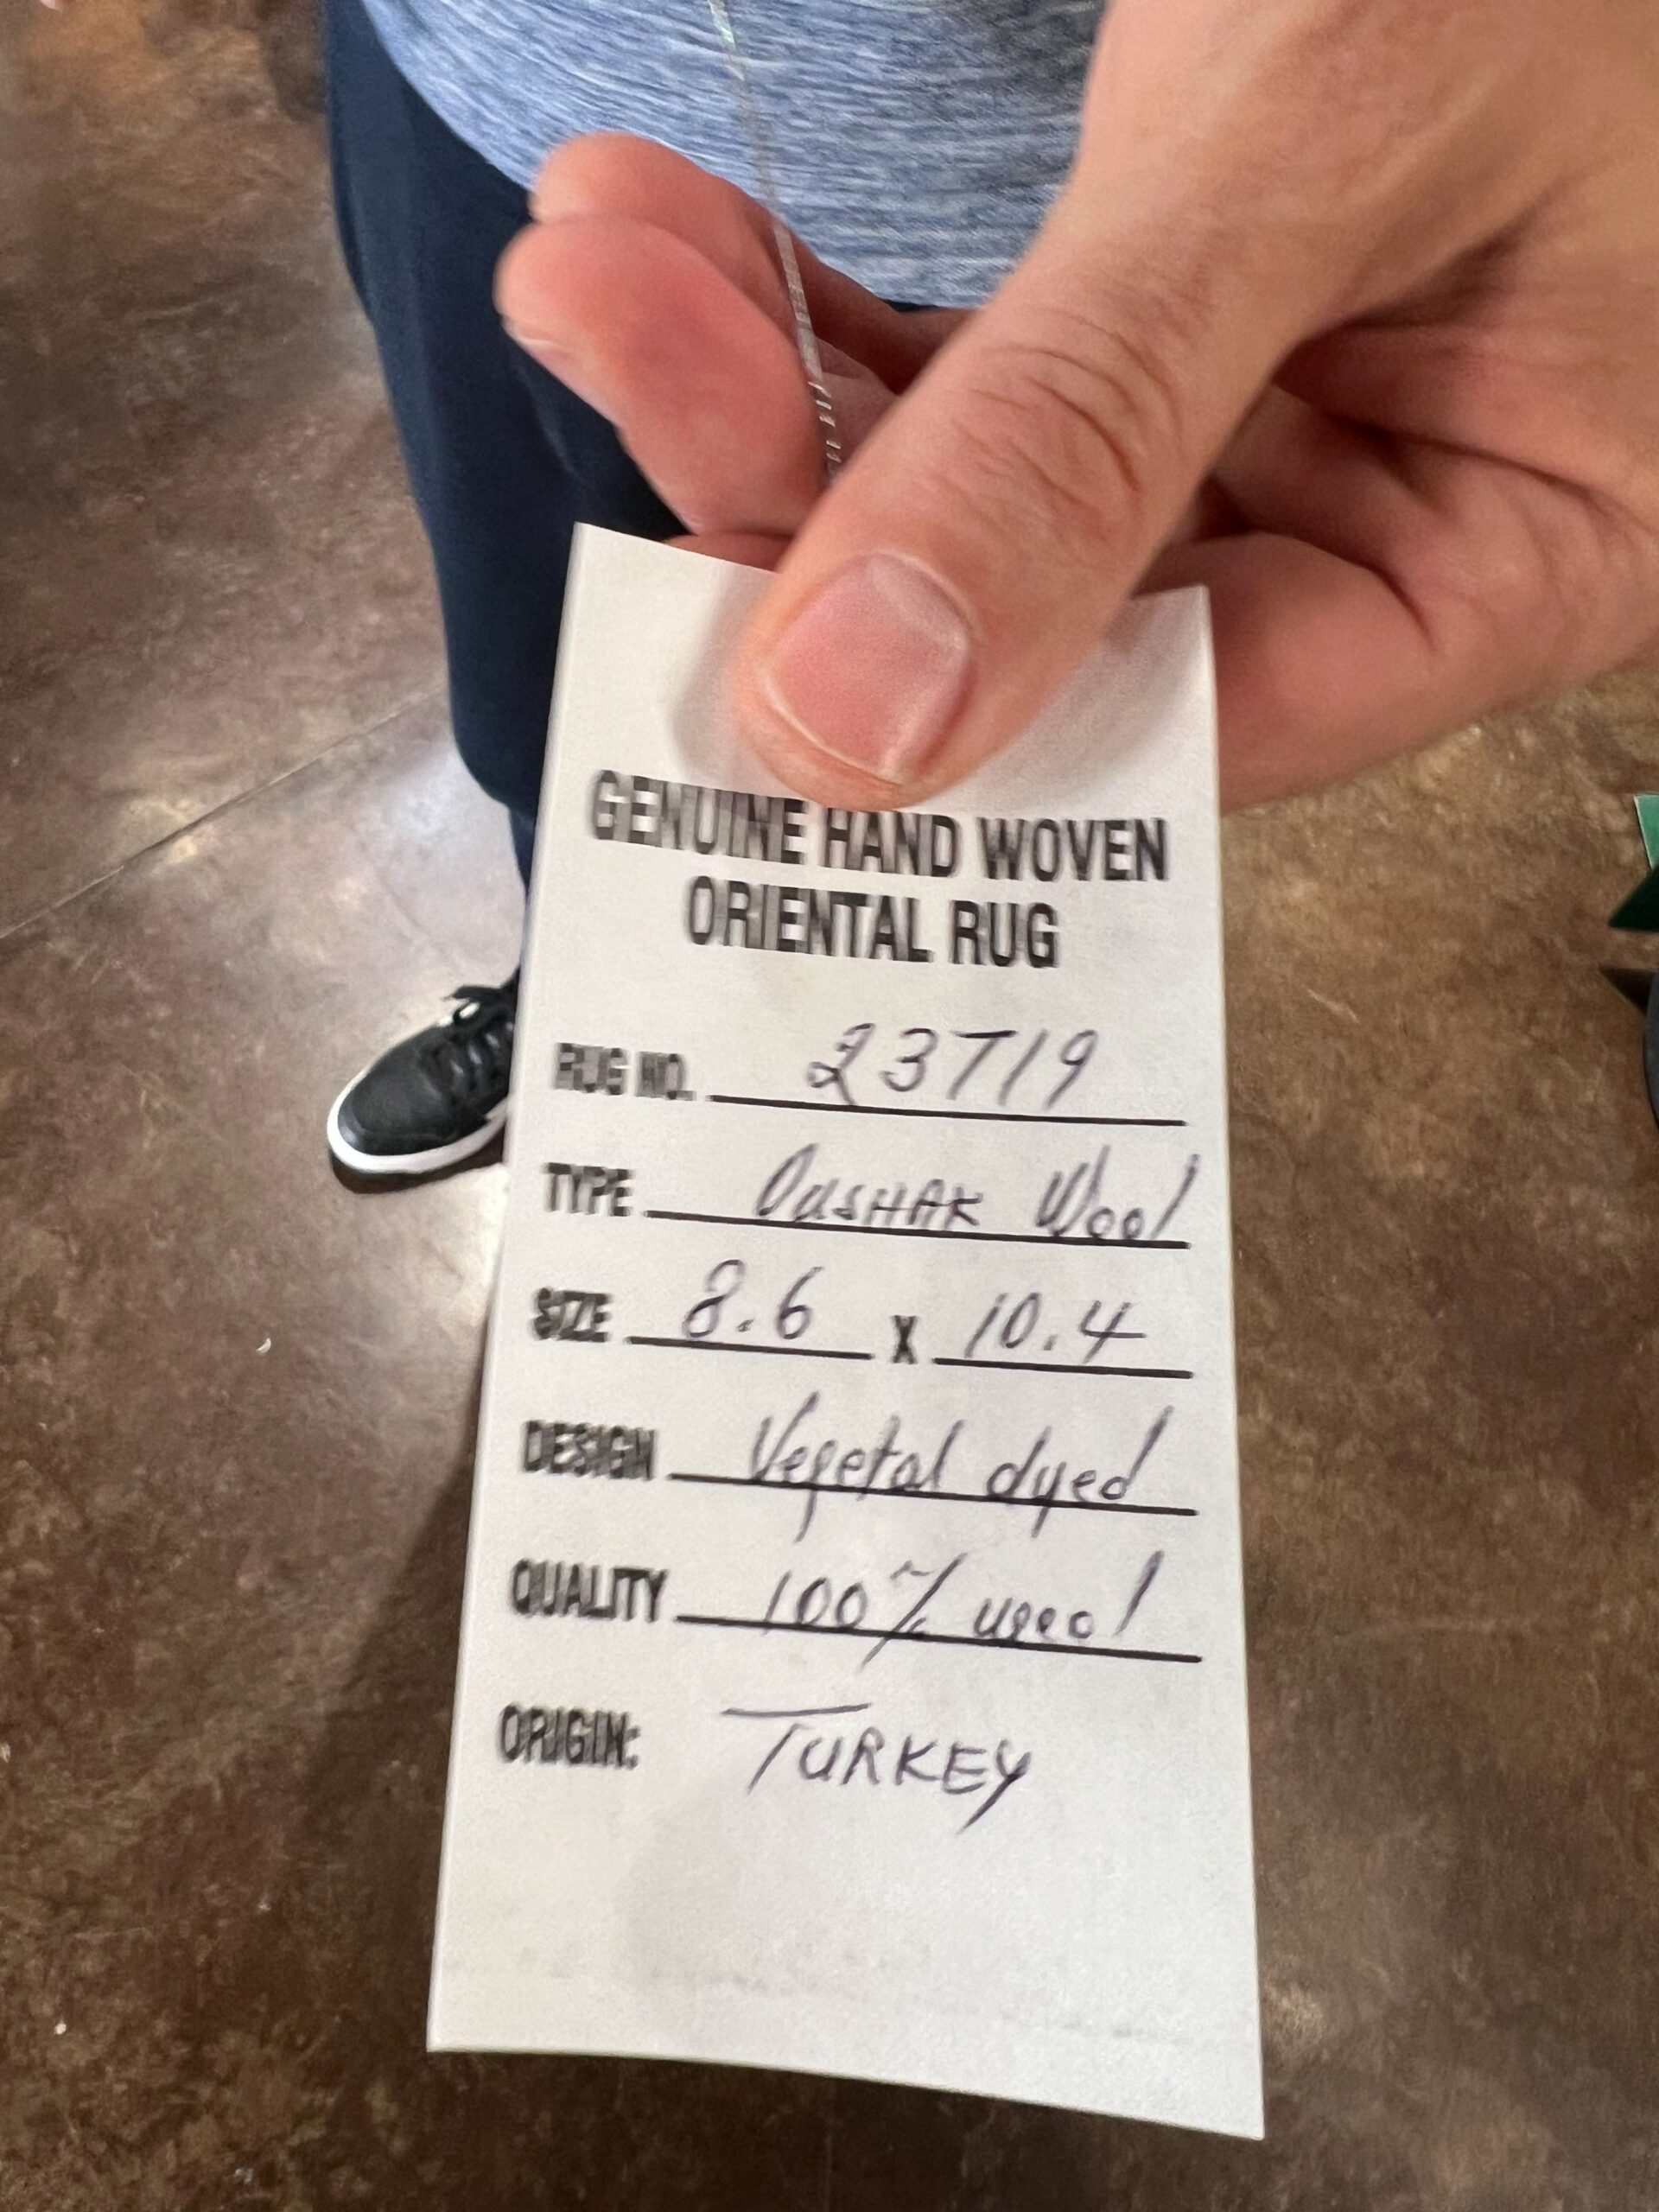 GENUINE HAND WOVEN
ORIENTAL RUG
RUG NO. 23719
TYPE OUSHAK Wool
SIZE 8.6 X 10.4
DESIGN Vegetal dyed
QUALITY 100%
ORIGIN: TURKEY